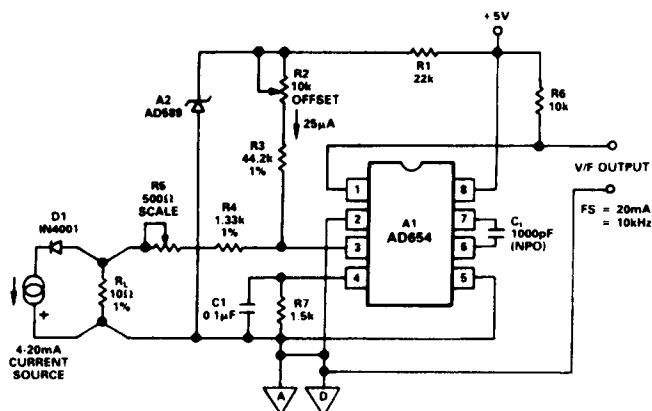 + 5V
R1
22k
R2
10k
OFFSET
A2
AD589
25μA
R6
10k
R3
44.2k
1%
V/F OUTPUT
1
8
R5
500Ω
SCALE
R4
1.33k
1%
2
A1
AD654
7
C₁
1000pF
(NPO)
FS = 20mA
= 10kHz
D1
IN4001
3
6
RL
10Ω
1%
4
5
C1
0 1μF
R7
1.5k
+
4-20mA
CURRENT
SOURCE
A
D